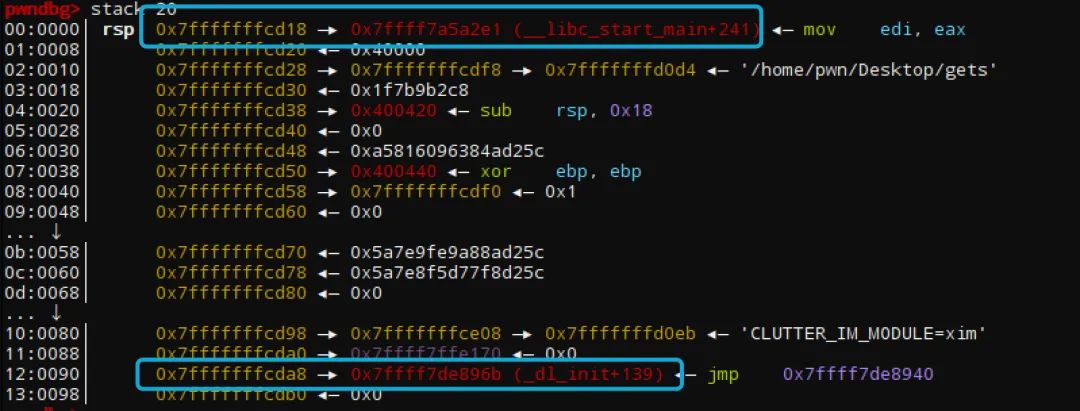 pwndbg> stack 20
00:0000│ rsp 0x7fffffffcd18 —▸ 0x7ffff7a5a2e1 (__libc_start_main+241) ◂— mov edi, eax
01:0008│ 0x7fffffffcd20 ◂— 0x40000
02:0010│ 0x7fffffffcd28 —▸ 0x7fffffffcdf8 —▸ 0x7fffffffd0d4 ◂— '/home/pwn/Desktop/gets'
03:0018│ 0x7fffffffcd30 ◂— 0x1f7b9b2c8
04:0020│ 0x7fffffffcd38 —▸ 0x400420 ◂— sub rsp, 0x18
05:0028│ 0x7fffffffcd40 ◂— 0x0
06:0030│ 0x7fffffffcd48 ◂— 0xa5816096384ad25c
07:0038│ 0x7fffffffcd50 —▸ 0x400440 ◂— xor ebp, ebp
08:0040│ 0x7fffffffcd58 —▸ 0x7fffffffcdf0 ◂— 0x1
09:0048│ 0x7fffffffcd60 ◂— 0x0
... ↓
0b:0058│ 0x7fffffffcd70 ◂— 0x5a7e9fe9a88ad25c
0c:0060│ 0x7fffffffcd78 ◂— 0x5a7e8f5d77f8d25c
0d:0068│ 0x7fffffffcd80 ◂— 0x0
... ↓
10:0080│ 0x7fffffffcd98 —▸ 0x7fffffffce08 —▸ 0x7fffffffd0eb ◂— 'CLUTTER_IM_MODULE=xim'
11:0088│ 0x7fffffffcda0 —▸ 0x7ffff7ffe170 ◂— 0x0
12:0090│ 0x7fffffffcda8 —▸ 0x7ffff7de896b (_dl_init+139) ◂— jmp 0x7ffff7de8940
13:0098│ 0x7fffffffcdb0 ◂— 0x0